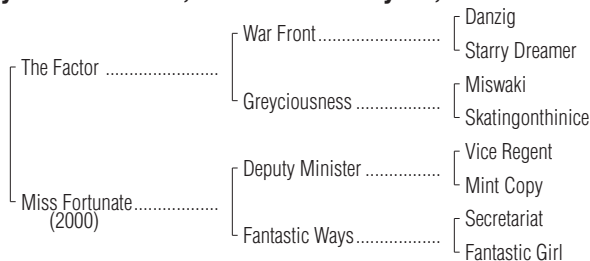 Danzig
War Front........................
Starry Dreamer
The Factor ......................
Miswaki
Greyciousness .................
Skatingonthinice
Vice Regent
Deputy Minister ...............
Mint Copy
Miss Fortunate.................
(2000)
Secretariat
Fantastic Ways.................
Fantastic Girl